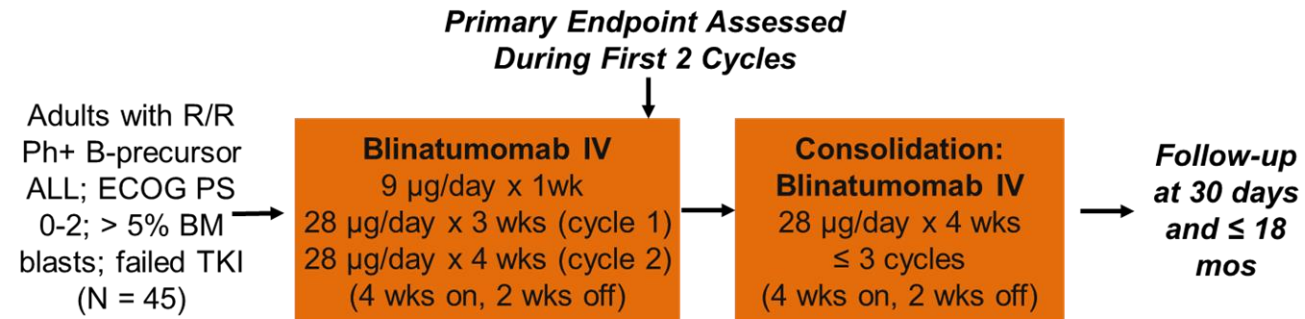 Primary Endpoint Assessed
During First 2 Cycles
Adults with R/R
Ph+ B-precursor
ALL; ECOG PS
0-2; > 5% BM
blasts; failed TKI
(N = 45)
Blinatumomab IV
9 µg/day x 1wk
28 µg/day x 3 wks (cycle 1)
28 µg/day x 4 wks (cycle 2)
(4 wks on, 2 wks off)
Consolidation:
Blinatumomab IV
28 µg/day x 4 wks
≤ 3 cycles
(4 wks on, 2 wks off)
Follow-up
at 30 days
and ≤ 18
mos